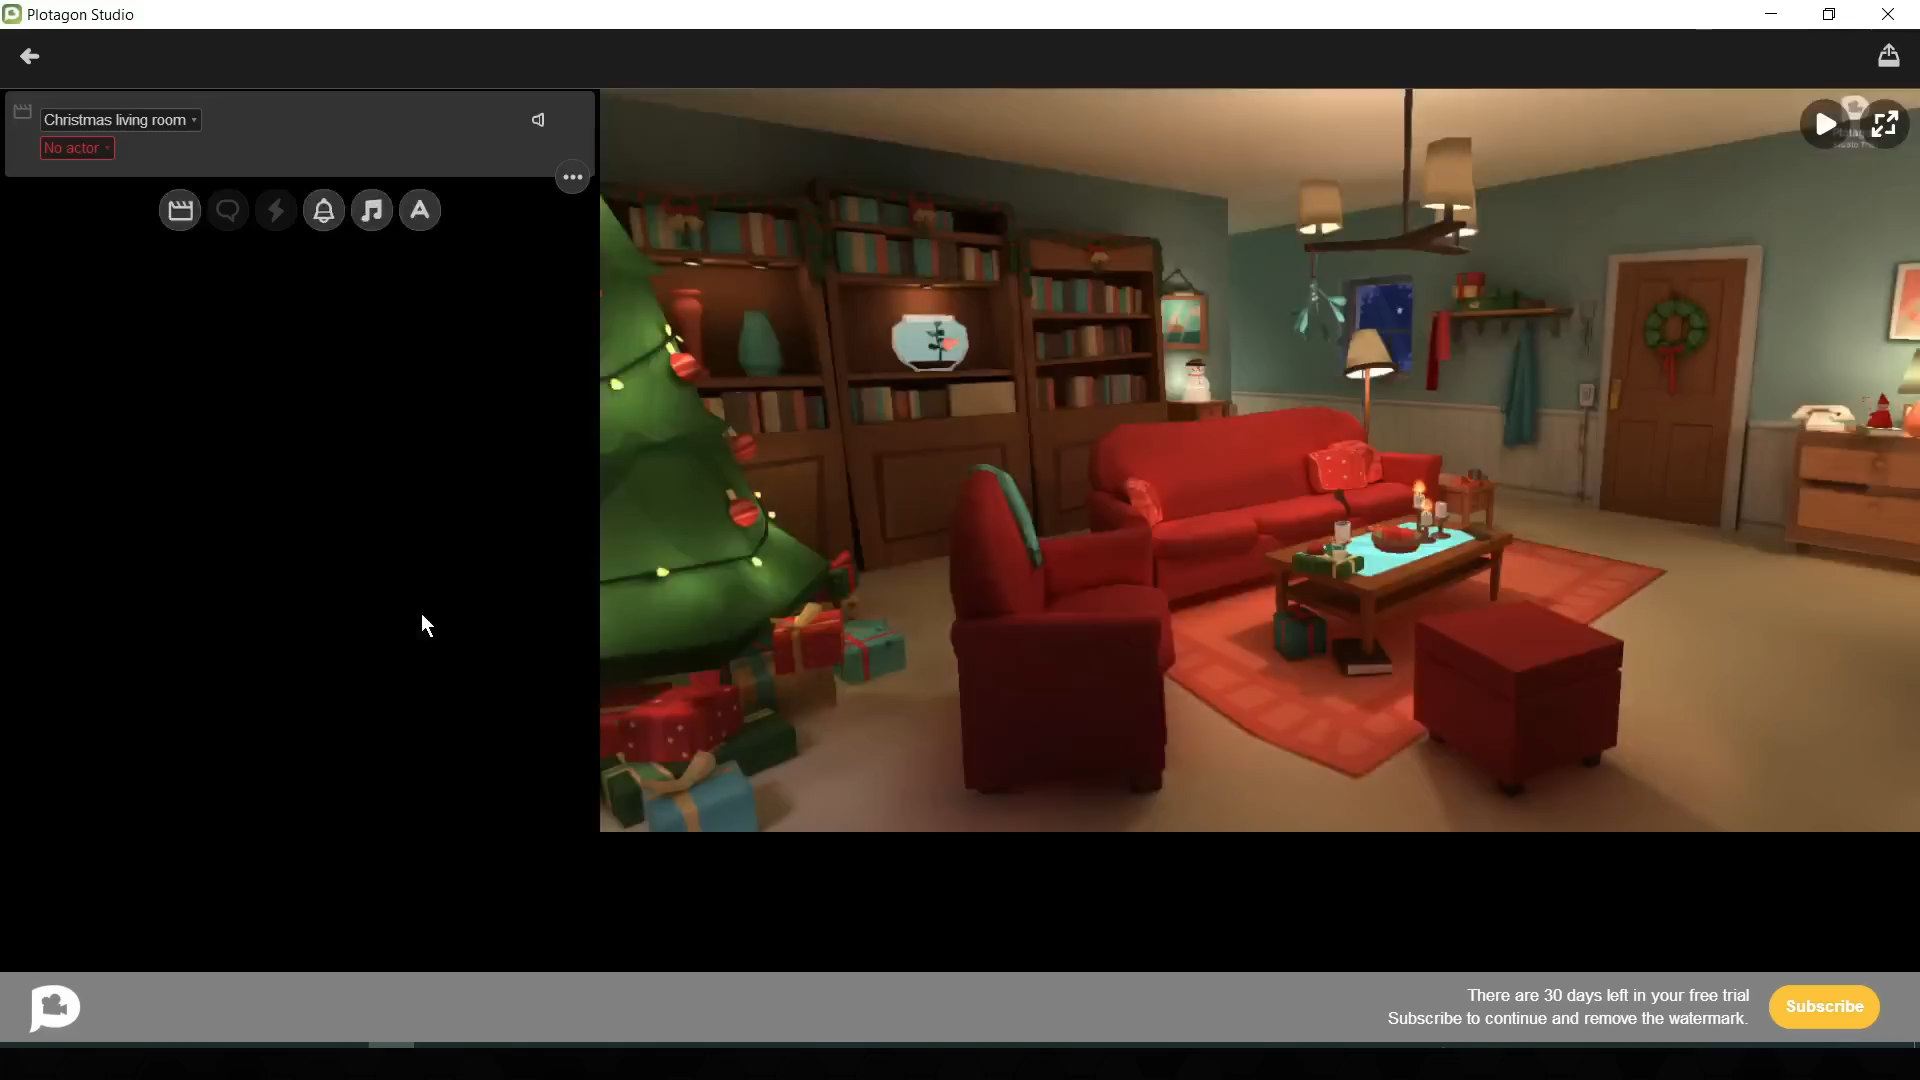 Plotagon Studio
Christmas living room
No actor
There are 30 days left in your free trial
Subscribe to continue and remove the watermark.
Subscribe